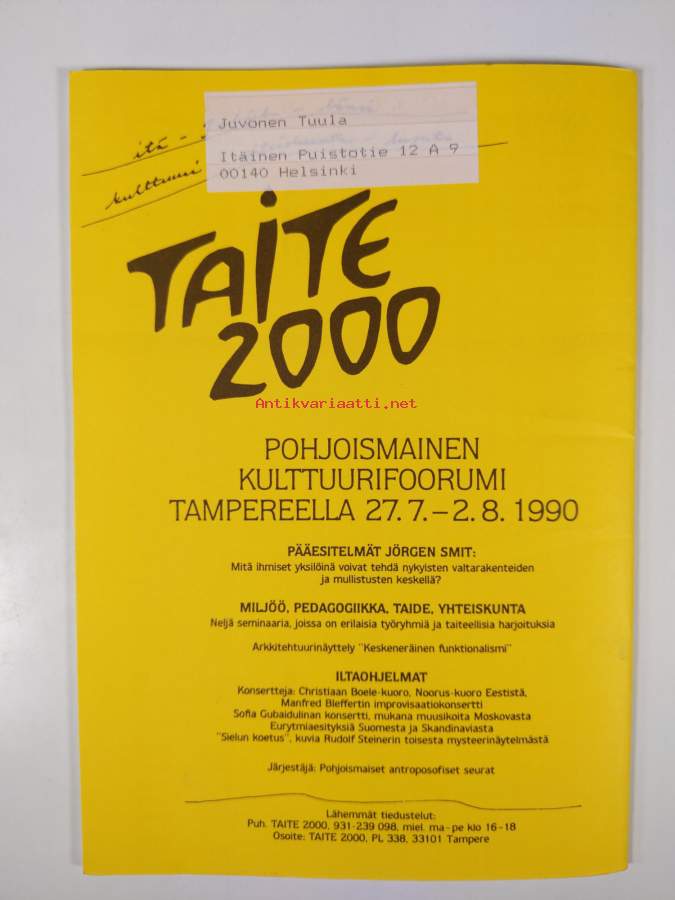 Juvonen Tuula
itä -
Itäinen Puistotie 12 A 9
00140 Helsinki
kulttuuri
TAITE
2000
Antikvariaatti.net
POHJOISMAINEN
KULTTUURIFOORUMI
TAMPEREELLA 27.7.–2.8. 1990
PÄÄESITELMÄT JÖRGEN SMIT:
Mitä ihmiset yksilöinä voivat tehdä nykyisten valtarakenteiden
ja mullistusten keskellä?
MILJÖÖ, PEDAGOGIIKKA, TAIDE, YHTEISKUNTA
Neljä seminaaria, joissa on erilaisia työryhmiä ja taiteellisia harjoituksia
Arkkitehtuurinäyttely "Keskeneräinen funktionalismi"
ILTAOHJELMAT
Konsertteja: Christiaan Boele-kuoro, Noorus-kuoro Eestistä,
Manfred Bleffertin improvisaatiokonsertti
Sofia Gubaidulinan konsertti, mukana muusikoita Moskovasta
Eurytmiaesityksiä Suomesta ja Skandinaviasta
"Sielun koetus", kuvia Rudolf Steinerin toisesta mysteerinäytelmästä
Järjestäjä: Pohjoismaiset antroposofiset seurat
Lähemmät tiedustelut:
Puh. TAITE 2000, 931-239 098, miel. ma–pe klo 16–18
Osoite: TAITE 2000, PL 338, 33101 Tampere